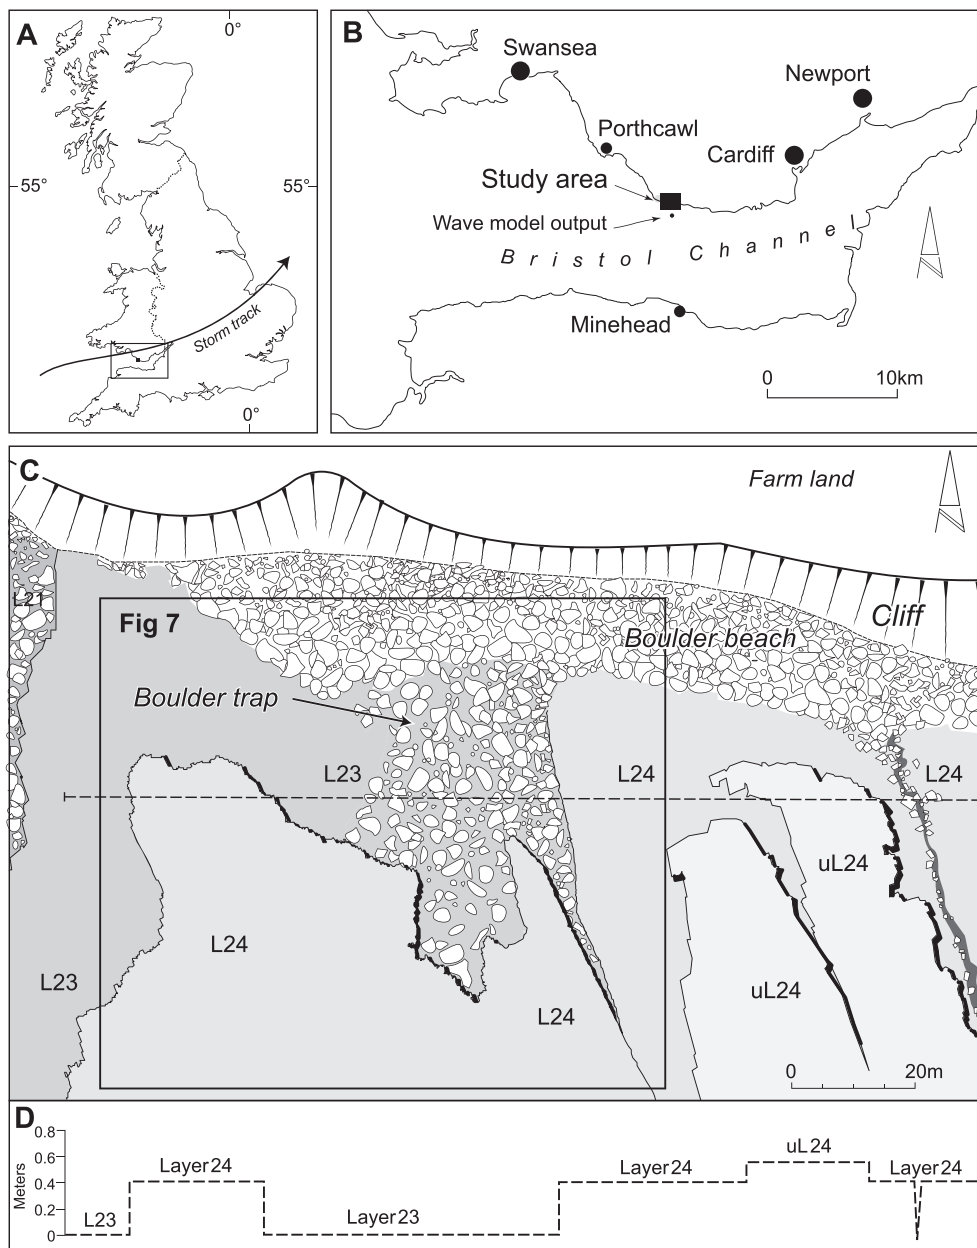 A
0°
55°
55°
Storm track
0°
B
Swansea
Newport
Porthcawl
Cardiff
Study area
Wave model output
Bristol Channel
Minehead
0 10km
C
Farm land
L21
Fig 7
Cliff
Boulder beach
Boulder trap
L23
L24
L24
uL24
L24
L23
uL24
L24
0 20m
D
0.8
0.6
0.4
0.2
0
Meters
L23
Layer24
Layer23
Layer24
uL24
Layer24